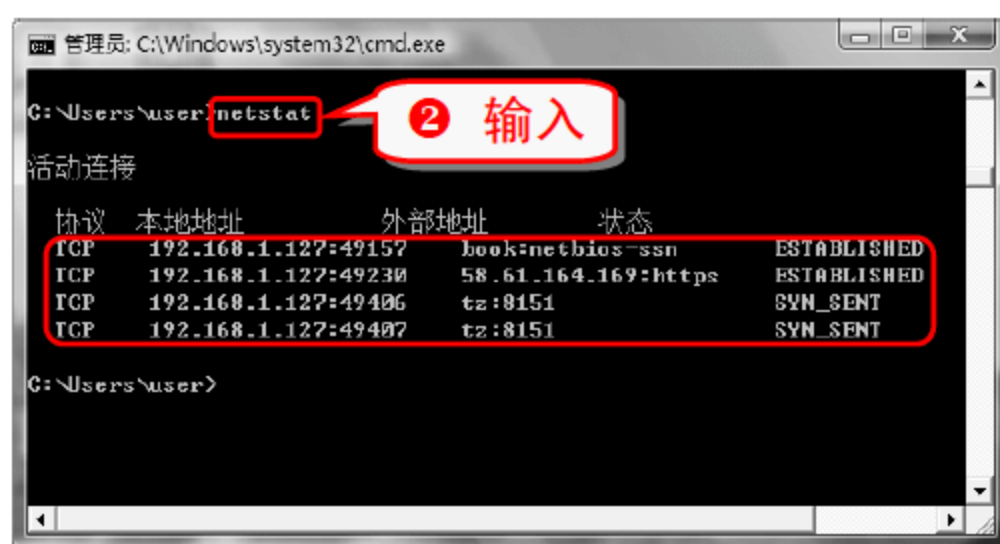 管理员: C:\Windows\system32\cmd.exe
C:\Users\user>netstat
❷ 输入
活动连接
协议 本地地址 外部地址 状态
TCP 192.168.1.127:49157 book:netbios-ssn ESTABLISHED
TCP 192.168.1.127:49230 58.61.164.169:https ESTABLISHED
TCP 192.168.1.127:49406 tz:8151 SYN_SENT
TCP 192.168.1.127:49407 tz:8151 SYN_SENT
C:\Users\user>